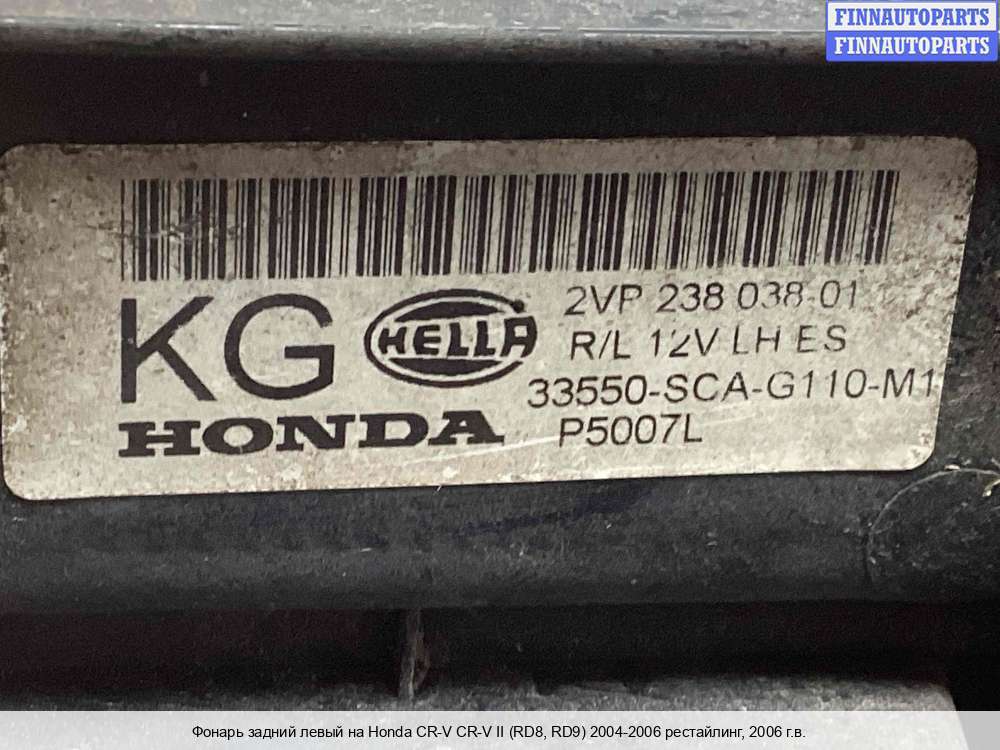 FINNAUTOPARTS
FINNAUTOPARTS
KG
HELLA
2VP 238 038-01
R/L 12V LH ES
33550-SCA-G110-M1
HONDA
P5007L
Фонарь задний левый на Honda CR-V CR-V II (RD8, RD9) 2004-2006 рестайлинг, 2006 г.в.